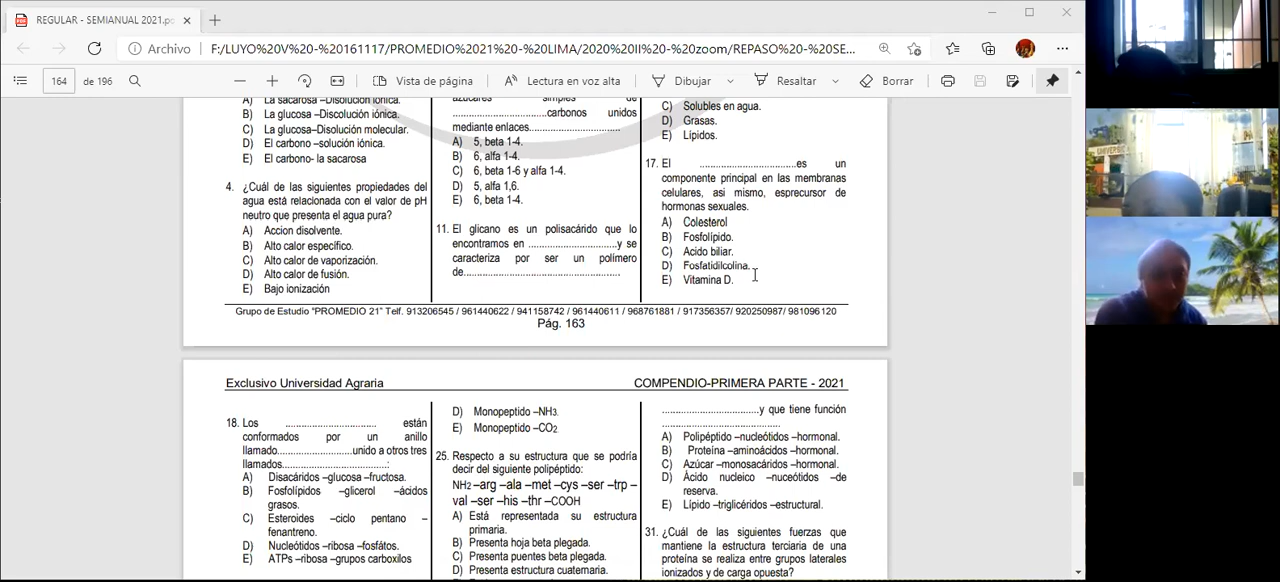 REGULAR - SEMIANUAL 2021.pc
Archivo
F:/LUYO%20V%20-%20161117/PROMEDIO%2021%20-%20LIMA/2020%20II%20-%20zoom/REPASO%20-%20SE...
164
de 196
Vista de página
Lectura en voz alta
Dibujar
Resaltar
Borrar
A) La sacarosa –Disolución iónica.
B) La glucosa –Discolución iónica.
C) La glucosa–Disolución molecular.
D) El carbono –solución iónica.
E) El carbono- la sacarosa
4. ¿Cuál de las siguientes propiedades del
agua está relacionada con el valor de pH
neutro que presenta el agua pura?
A) Accion disolvente.
B) Alto calor específico.
C) Alto calor de vaporización.
D) Alto calor de fusión.
E) Bajo ionización
azúcares simples de
...............................carbonos unidos
mediante enlaces..............................
A) 5, beta 1-4.
B) 6, alfa 1-4.
C) 6, beta 1-6 y alfa 1-4.
D) 5, alfa 1,6.
E) 6, beta 1-4.
11. El glicano es un polisacárido que lo
encontramos en .............................y se
caracteriza por ser un polímero
de....................................................
C) Solubles en agua.
D) Grasas.
E) Lípidos.
17. El ................................es un
componente principal en las membranas
celulares, asi mismo, esprecursor de
hormonas sexuales.
A) Colesterol
B) Fosfolípido.
C) Acido biliar.
D) Fosfatidilcolina.
E) Vitamina D.
Grupo de Estudio "PROMEDIO 21" Telf. 913206545 / 961440622 / 941158742 / 961440611 / 968761881 / 917356357/ 920250987/ 981096120
Pág. 163
Exclusivo Universidad Agraria
COMPENDIO-PRIMERA PARTE - 2021
18. Los .............................. están
conformados por un anillo
llamado.........................unido a otros tres
llamados...................................:
A) Disacáridos –glucosa –fructosa.
B) Fosfolípidos –glicerol –ácidos
grasos.
C) Esteroides –ciclo pentano –
fenantreno.
D) Nucleótidos –ribosa –fosfátos.
E) ATPs –ribosa –grupos carboxilos
D) Monopeptido –NH3.
E) Monopeptido –CO2
25. Respecto a su estructura que se podría
decir del siguiente polipéptido:
NH2 –arg –ala –met –cys –ser –trp –
val –ser –his –thr –COOH
A) Está representada su estructura
primaria.
B) Presenta hoja beta plegada.
C) Presenta puentes beta plegada.
D) Presenta estructura cuaternaria.
................................y que tiene función
.......................................
A) Polipéptido –nucleótidos –hormonal.
B) Proteína –aminoácidos –hormonal.
C) Azúcar –monosacáridos –hormonal.
D) Ácido nucleico –nuceótidos –de
reserva.
E) Lípido –triglicéridos –estructural.
31. ¿Cuál de las siguientes fuerzas que
mantiene la estructura terciaria de una
proteína se realiza entre grupos laterales
ionizados y de carga opuesta?